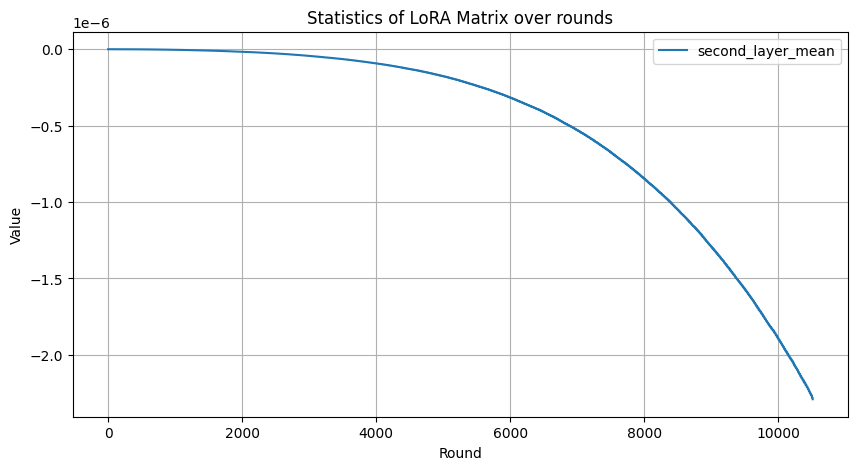 Statistics of LoRA Matrix over rounds
1e−6
second_layer_mean
0.0
−0.5
−1.0
−1.5
−2.0
Value
0 2000 4000 6000 8000 10000
Round